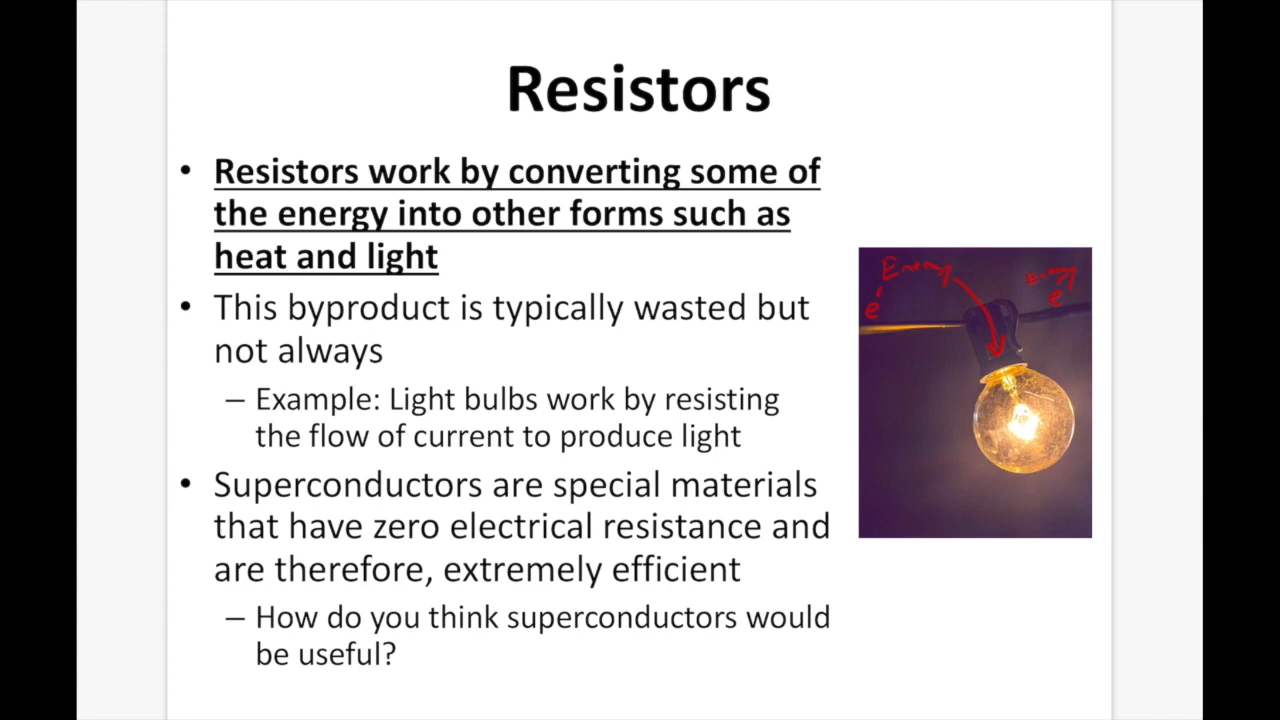 Resistors
• Resistors work by converting some of
the energy into other forms such as
heat and light
• This byproduct is typically wasted but
not always
– Example: Light bulbs work by resisting
the flow of current to produce light
• Superconductors are special materials
that have zero electrical resistance and
are therefore, extremely efficient
– How do you think superconductors would
be useful?
Energy
e⁻
e